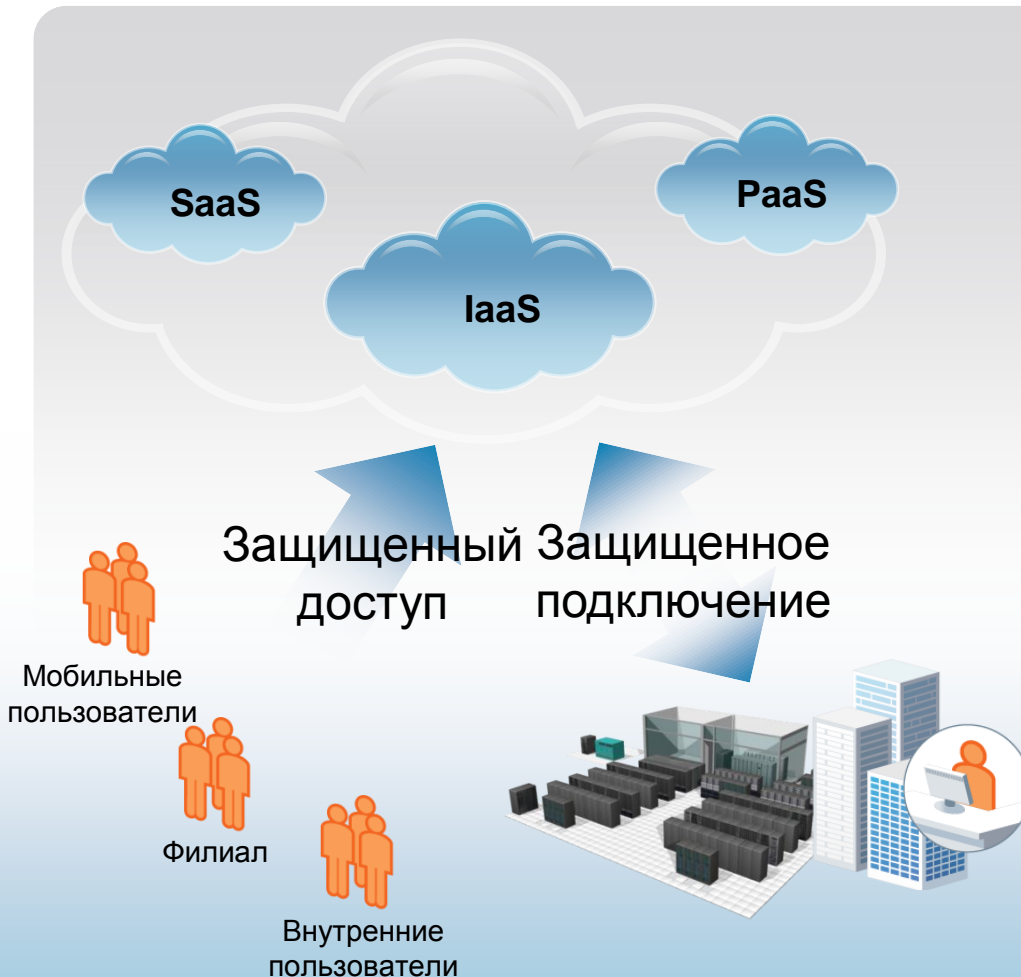 SaaS
PaaS
IaaS
Защищенный
доступ
Защищенное
подключение
Мобильные
пользователи
Филиал
Внутренние
пользователи